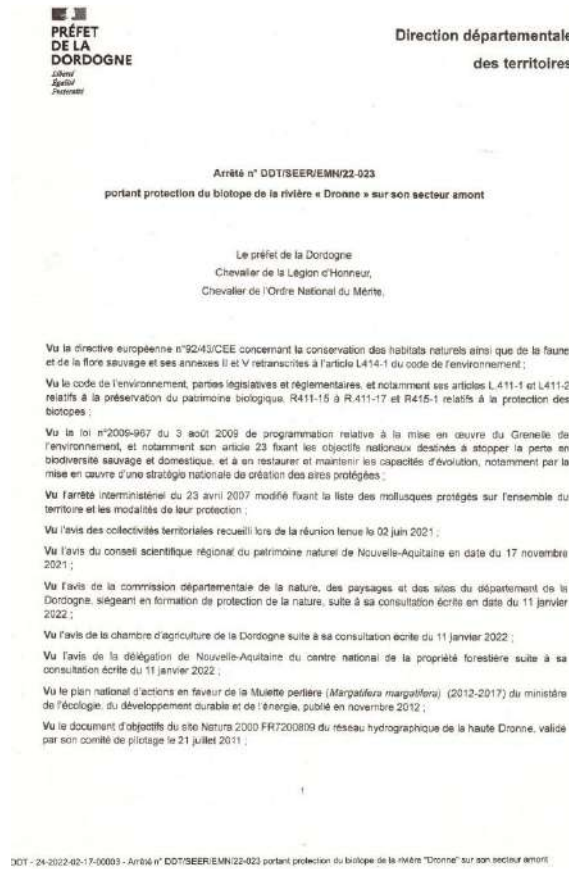 PRÉFET
DE LA
DORDOGNE
Liberté
Égalité
Fraternité
Direction départementale
des territoires
Arrêté n° DDT/SEER/EMN/22-023
portant protection du biotope de la rivière « Dronne » sur son secteur amont
Le préfet de la Dordogne
Chevalier de la Légion d'Honneur,
Chevalier de l'Ordre National du Mérite,
Vu la directive européenne n°92/43/CEE concernant la conservation des habitats naturels ainsi que de la faune
et de la flore sauvage et ses annexes II et V retranscrites à l'article L414-1 du code de l'environnement ;
Vu le code de l'environnement, parties législatives et réglementaires, et notamment ses articles L.411-1 et L411-2
relatifs à la préservation du patrimoine biologique, R411-15 à R.411-17 et R415-1 relatifs à la protection des
biotopes ;
Vu la loi n°2009-967 du 3 août 2009 de programmation relative à la mise en œuvre du Grenelle de
l'environnement, et notamment son article 23 fixant les objectifs nationaux destinés à stopper la perte en
biodiversité sauvage et domestique, et à en restaurer et maintenir les capacités d'évolution, notamment par la
mise en œuvre d'une stratégie nationale de création des aires protégées ;
Vu l'arrêté interministériel du 23 avril 2007 modifié fixant la liste des mollusques protégés sur l'ensemble du
territoire et les modalités de leur protection ;
Vu l'avis des collectivités territoriales recueilli lors de la réunion tenue le 02 juin 2021 ;
Vu l'avis du conseil scientifique régional du patrimoine naturel de Nouvelle-Aquitaine en date du 17 novembre
2021 ;
Vu l'avis de la commission départementale de la nature, des paysages et des sites du département de la
Dordogne, siégeant en formation de protection de la nature, suite à sa consultation écrite en date du 11 janvier
2022 ;
Vu l'avis de la chambre d'agriculture de la Dordogne suite à sa consultation écrite du 11 janvier 2022 ;
Vu l'avis de la délégation de Nouvelle-Aquitaine du centre national de la propriété forestière suite à sa
consultation écrite du 11 janvier 2022 ;
Vu le plan national d'actions en faveur de la Mulette perlière (Margatifera margatifera) (2012-2017) du ministère
de l'écologie, du développement durable et de l'énergie, publié en novembre 2012 ;
Vu le document d'objectifs du site Natura 2000 FR7200809 du réseau hydrographique de la haute Dronne, validé
par son comité de pilotage le 21 juillet 2011 ;
1
DDT - 24-2022-02-17-00003 - Arrêté n° DDT/SEER/EMN/22-023 portant protection du biotope de la rivière "Dronne" sur son secteur amont